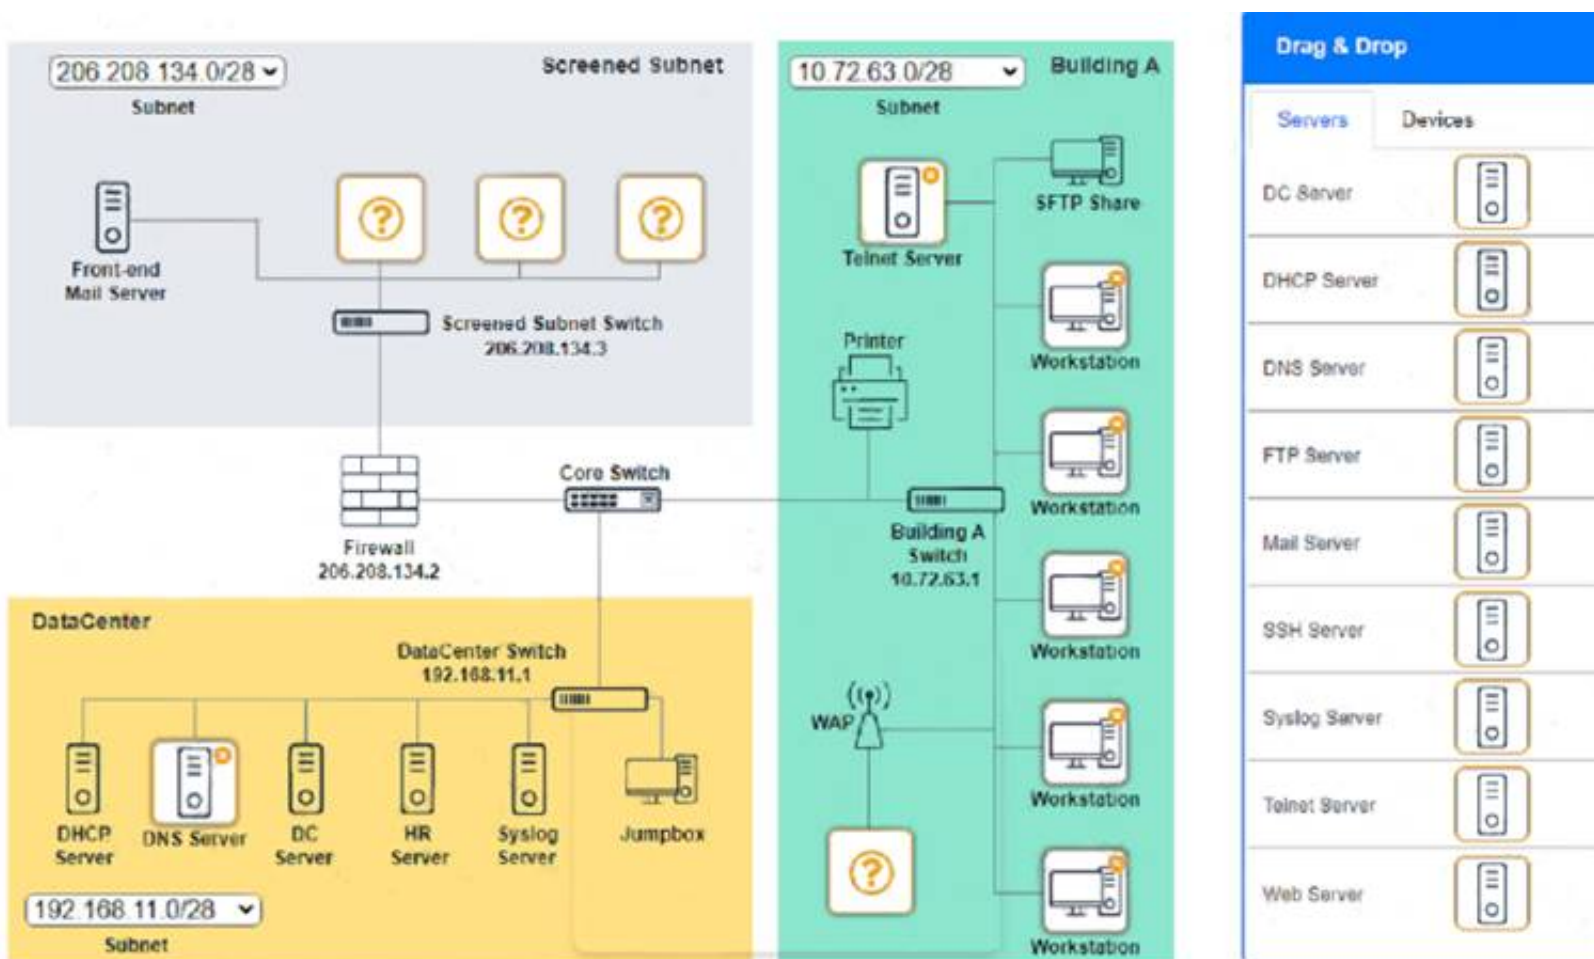 206.208.134.0/28
Subnet
Screened Subnet
?
?
?
Front-end
Mail Server
Screened Subnet Switch
206.208.134.3
Firewall
206.208.134.2
Core Switch
10.72.63.0/28
Subnet
Building A
Telnet Server
SFTP Share
Printer
Workstation
Workstation
Building A
Switch
10.72.63.1
Workstation
WAP
Workstation
?
Workstation
DataCenter
DataCenter Switch
192.168.11.1
DHCP
Server
DNS Server
DC
Server
HR
Server
Syslog
Server
Jumpbox
192.168.11.0/28
Subnet
Drag & Drop
Servers
Devices
DC Server
DHCP Server
DNS Server
FTP Server
Mail Server
SSH Server
Syslog Server
Telnet Server
Web Server